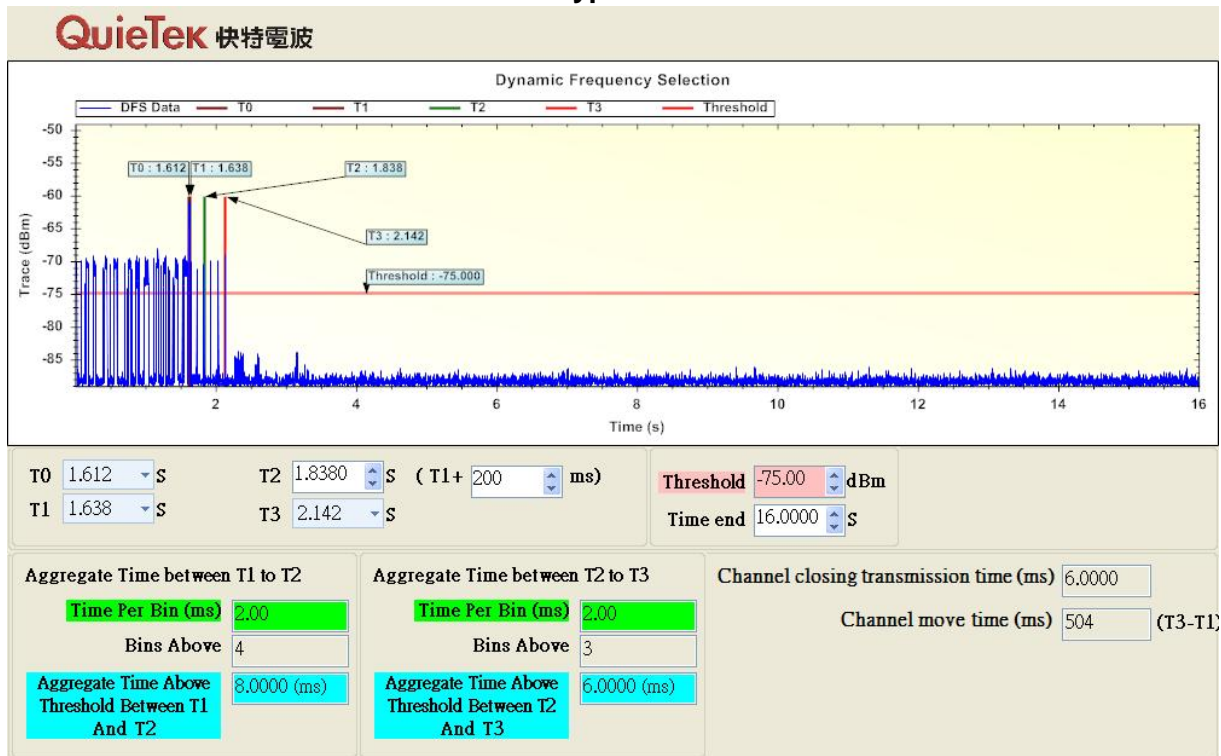 QuieTek 快特電波
Dynamic Frequency Selection
DFS Data T0 T1 T2 T3 Threshold
-50
-55
-60
-65
-70
-75
-80
-85
Trace (dBm)
T0 : 1.612 T1 : 1.638 T2 : 1.838
T3 : 2.142
Threshold : -75.000
2 4 6 8 10 12 14 16
Time (s)
T0 1.612 S T2 1.8380 S ( T1+ 200 ms)
T1 1.638 S T3 2.142 S
Threshold -75.00 dBm
Time end 16.0000 S
Aggregate Time between T1 to T2
Time Per Bin (ms) 2.00
Bins Above 4
Aggregate Time Above 8.0000 (ms)
Threshold Between T1
And T2
Aggregate Time between T2 to T3
Time Per Bin (ms) 2.00
Bins Above 3
Aggregate Time Above 6.0000 (ms)
Threshold Between T2
And T3
Channel closing transmission time (ms) 6.0000
Channel move time (ms) 504 (T3-T1)